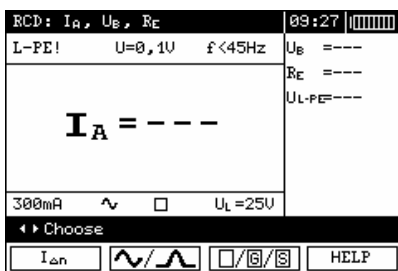 RCD: IA, UB, RE 09:27
L-PE! U=0,1V f<45Hz
UB =---
RE =---
UL-PE=---
IA = ---
300mA ∿ □ UL=25V
◂ ▸ Choose
I△n ∿/ □/G/S HELP